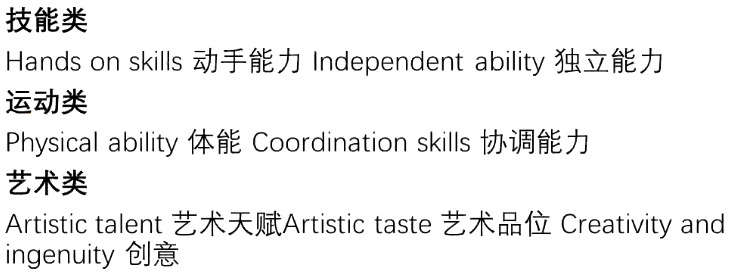 技能类
Hands on skills 动手能力 Independent ability 独立能力
运动类
Physical ability 体能 Coordination skills 协调能力
艺术类
Artistic talent 艺术天赋Artistic taste 艺术品位 Creativity and
ingenuity 创意